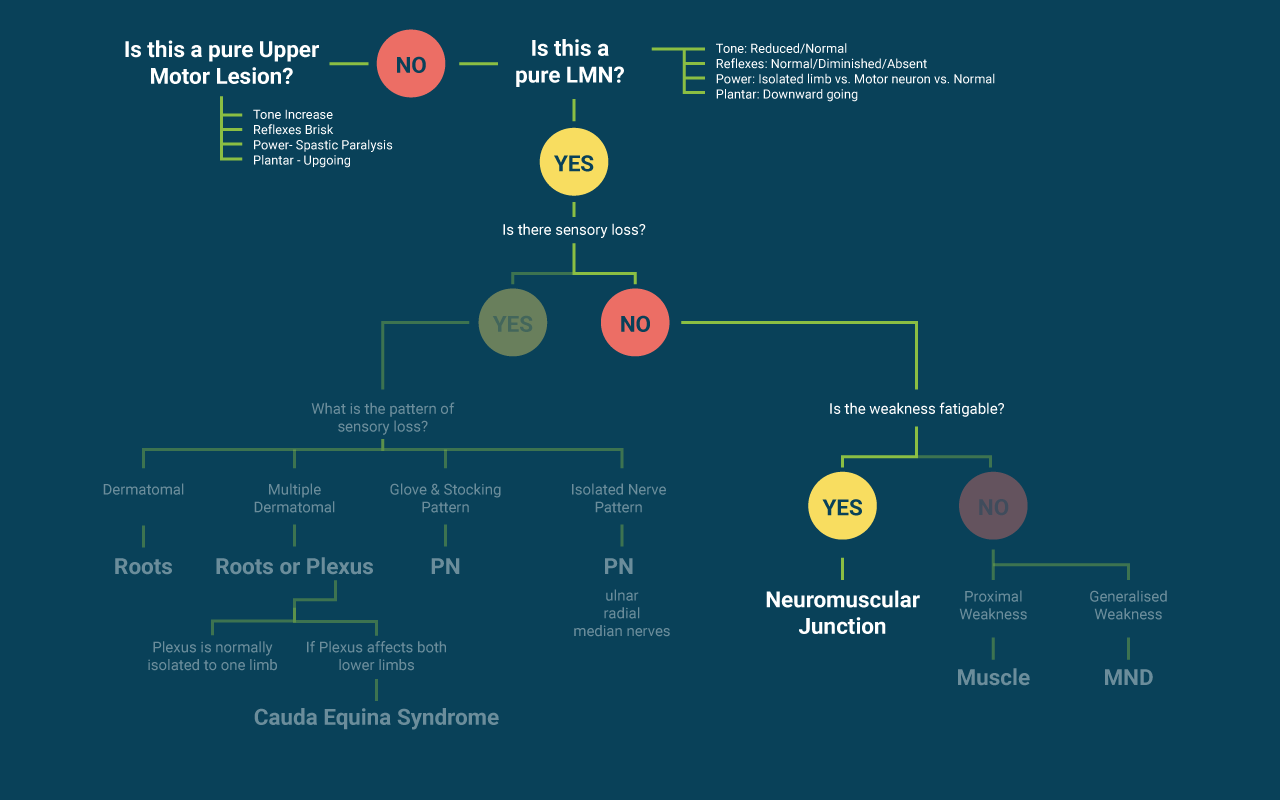 Is this a pure Upper
Motor Lesion?
NO
Is this a
pure LMN?
Tone: Reduced/Normal
Reflexes: Normal/Diminished/Absent
Power: Isolated limb vs. Motor neuron vs. Normal
Plantar: Downward going
Tone Increase
Reflexes Brisk
Power- Spastic Paralysis
Plantar - Upgoing
YES
Is there sensory loss?
YES
NO
What is the pattern of
sensory loss?
Is the weakness fatigable?
Dermatomal
Multiple
Dermatomal
Glove & Stocking
Pattern
Isolated Nerve
Pattern
YES
NO
Roots
Roots or Plexus
PN
PN
ulnar
radial
median nerves
Neuromuscular
Junction
Proximal
Weakness
Generalised
Weakness
Plexus is normally
isolated to one limb
If Plexus affects both
lower limbs
Muscle
MND
Cauda Equina Syndrome